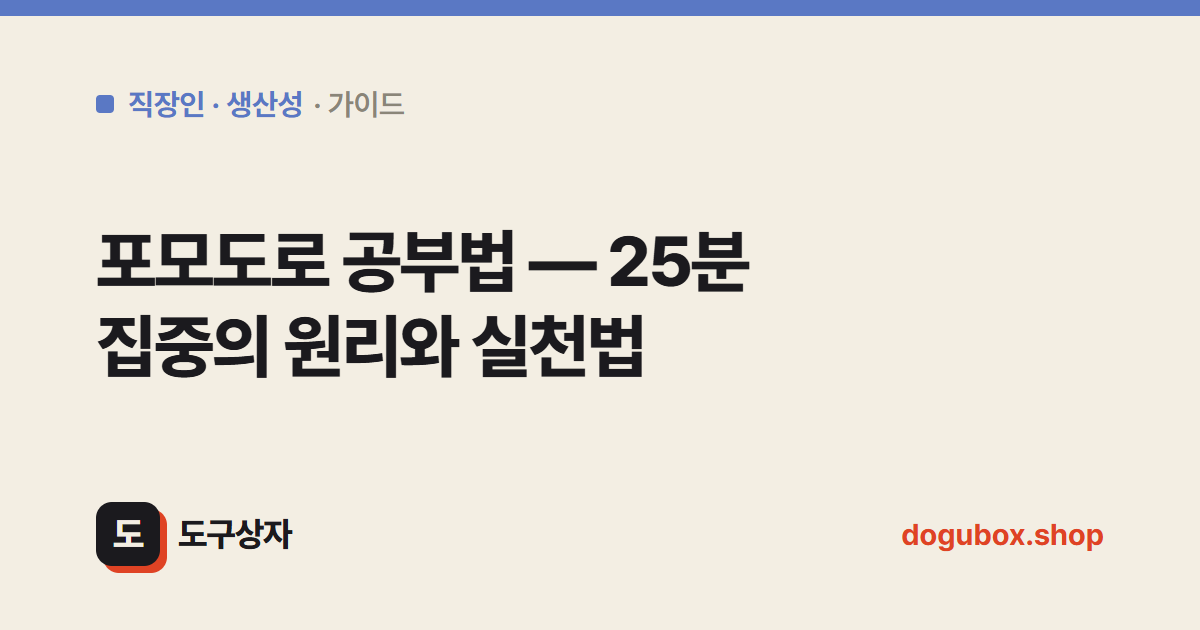 직장인 · 생산성 · 가이드
포모도로 공부법 — 25분
집중의 원리와 실천법
도 도구상자
dogubox.shop